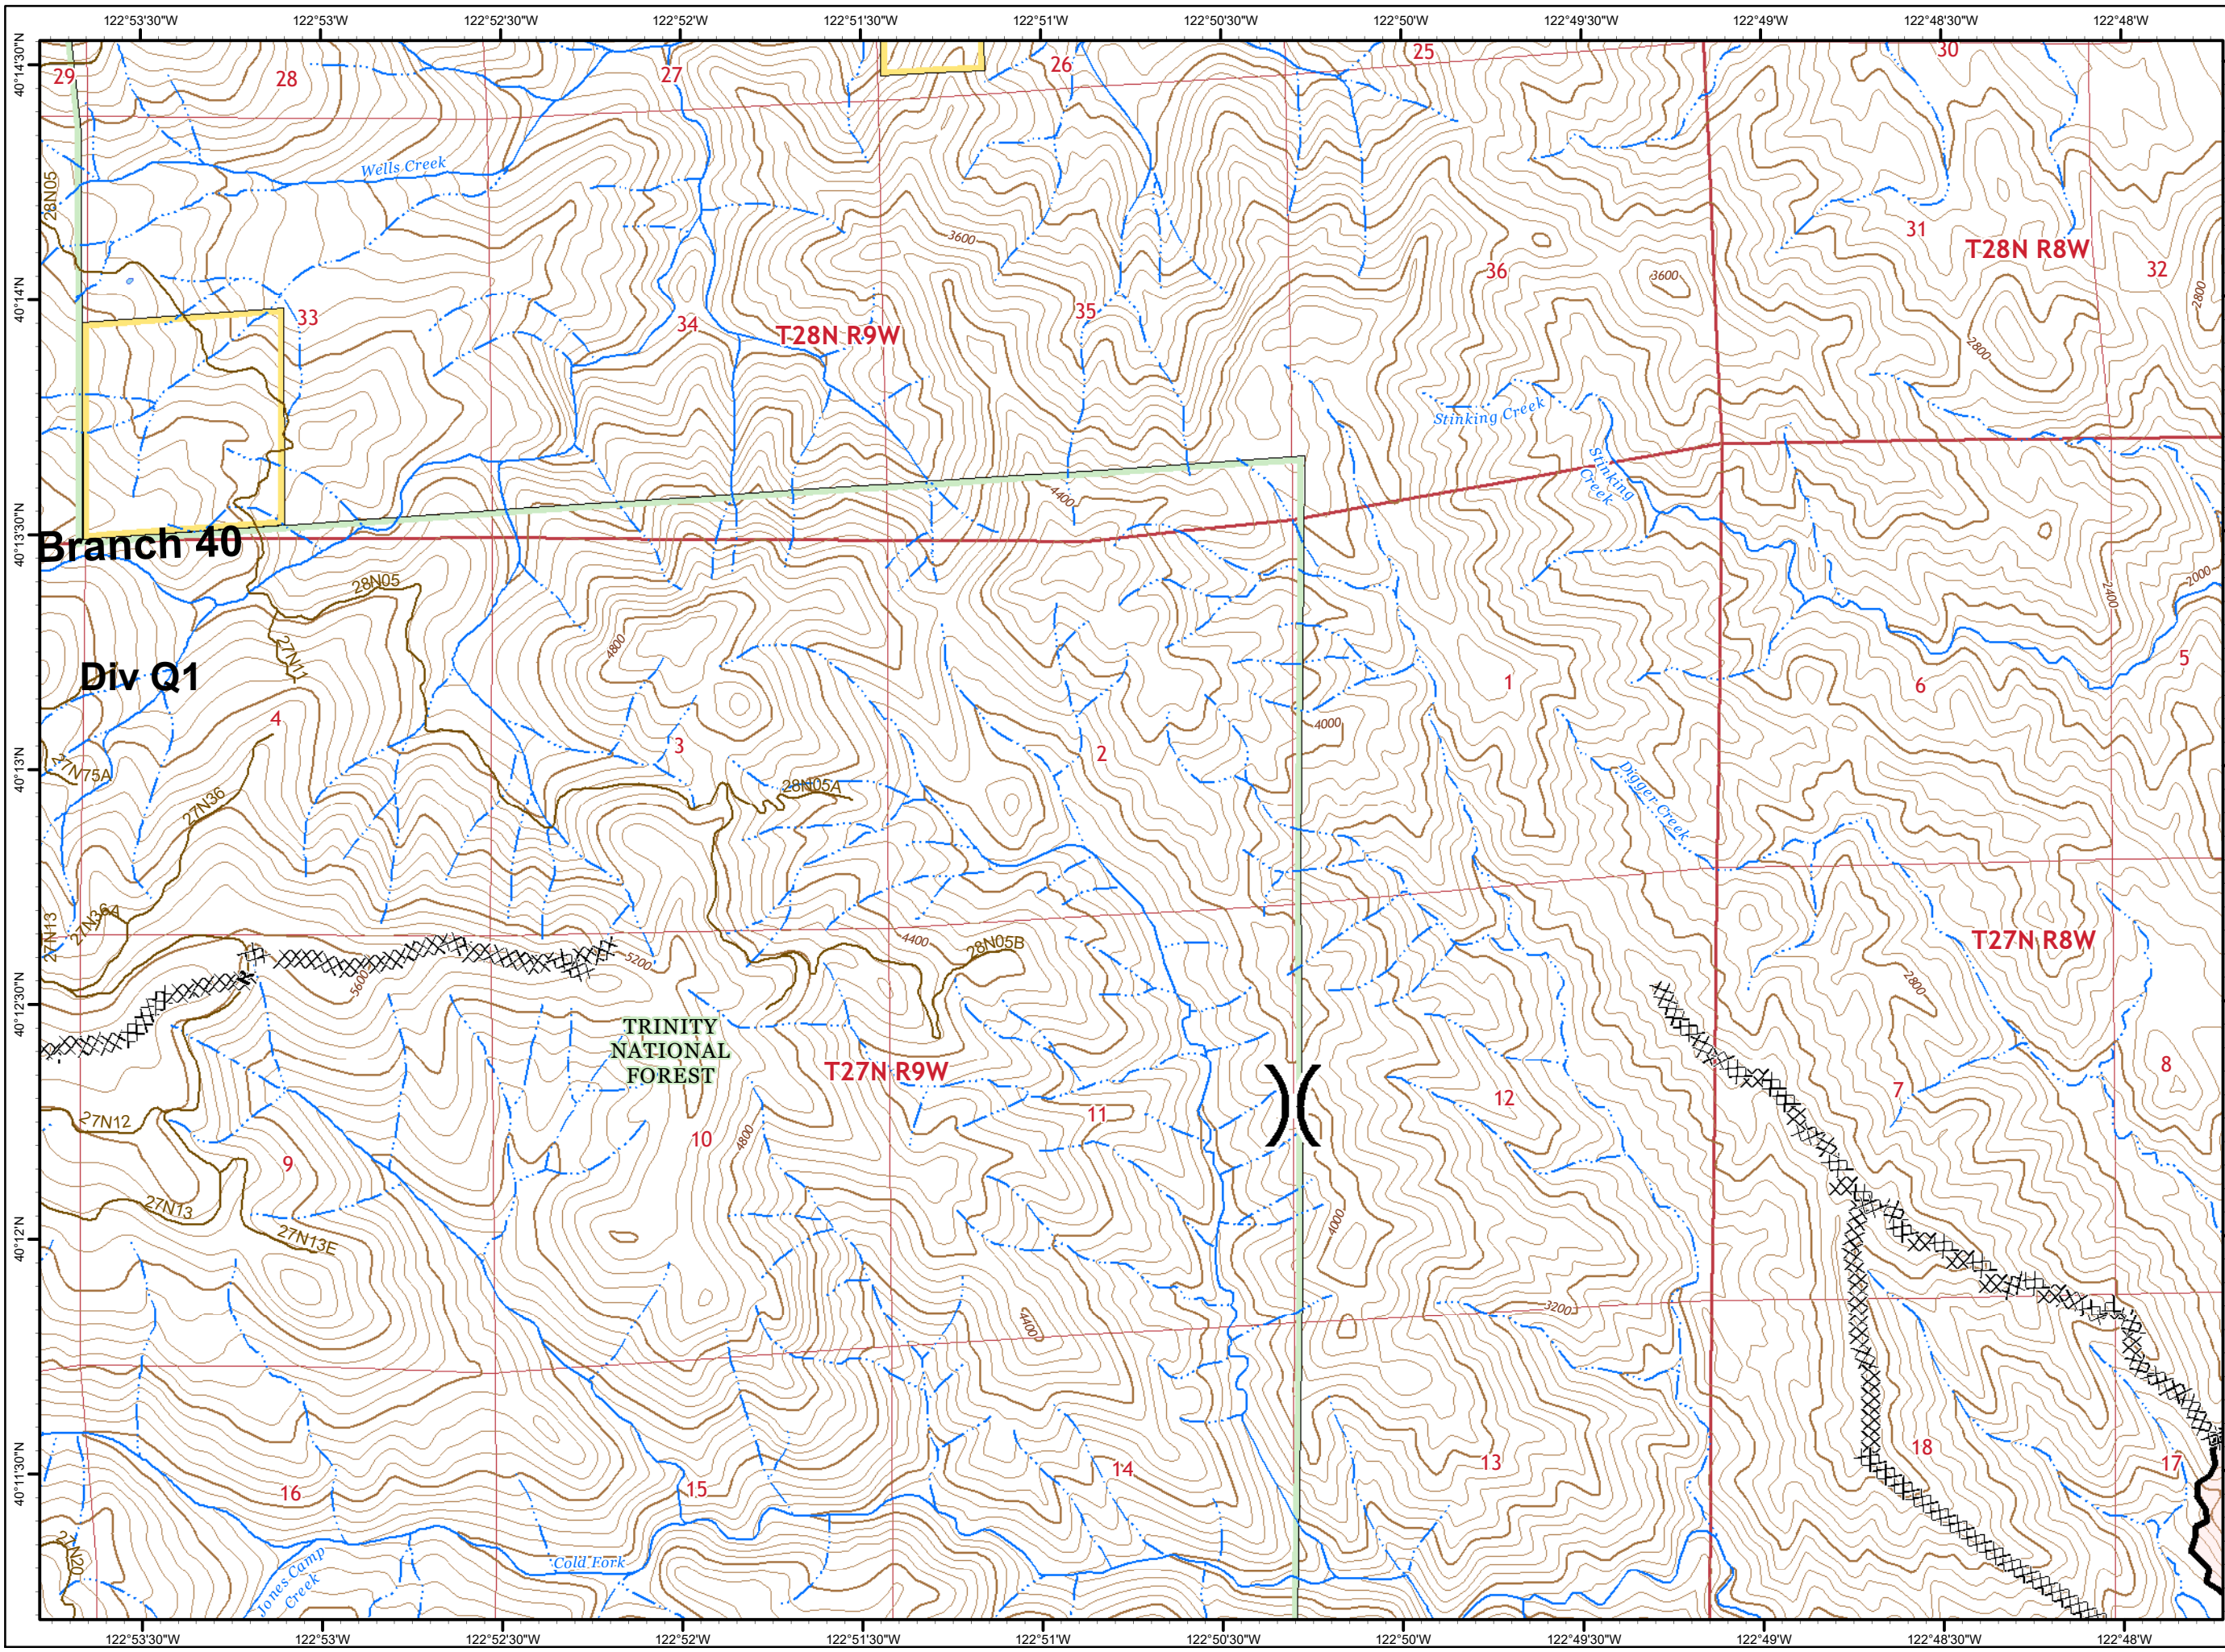 122°53'30"W 122°53'W 122°52'30"W 122°52'W 122°51'30"W 122°51'W 122°50'30"W 122°50'W 122°49'30"W 122°49'W 122°48'30"W 122°48'W
40°14'30"N
29
28
27
26
25
30
Wells Creek
28N05
3600
31
T28N R8W
32
36
3600
2800
40°14'N
33
34
T28N R9W
35
2800
Stinking Creek
Stinking
Creek
4400
40°13'30"N
Branch 40
28N05
2400
2000
27N11
4800
Div Q1
4
3
2
1
6
5
4000
40°13'N
27N75A
27N36
28N05A
Digger Creek
27N36A
27N13
4400
28N05B
5200
5600
T27N R8W
2800
40°12'30"N
TRINITY
NATIONAL
FOREST
T27N R9W
8
7
12
11
10
4800
27N12
9
27N13
27N13E
4000
40°12'N
4400
3200
40°11'30"N
16
15
14
13
18
17
27N20
Jones Camp
Creek
Cold Fork
122°53'30"W 122°53'W 122°52'30"W 122°52'W 122°51'30"W 122°51'W 122°50'30"W 122°50'W 122°49'30"W 122°49'W 122°48'30"W 122°48'W